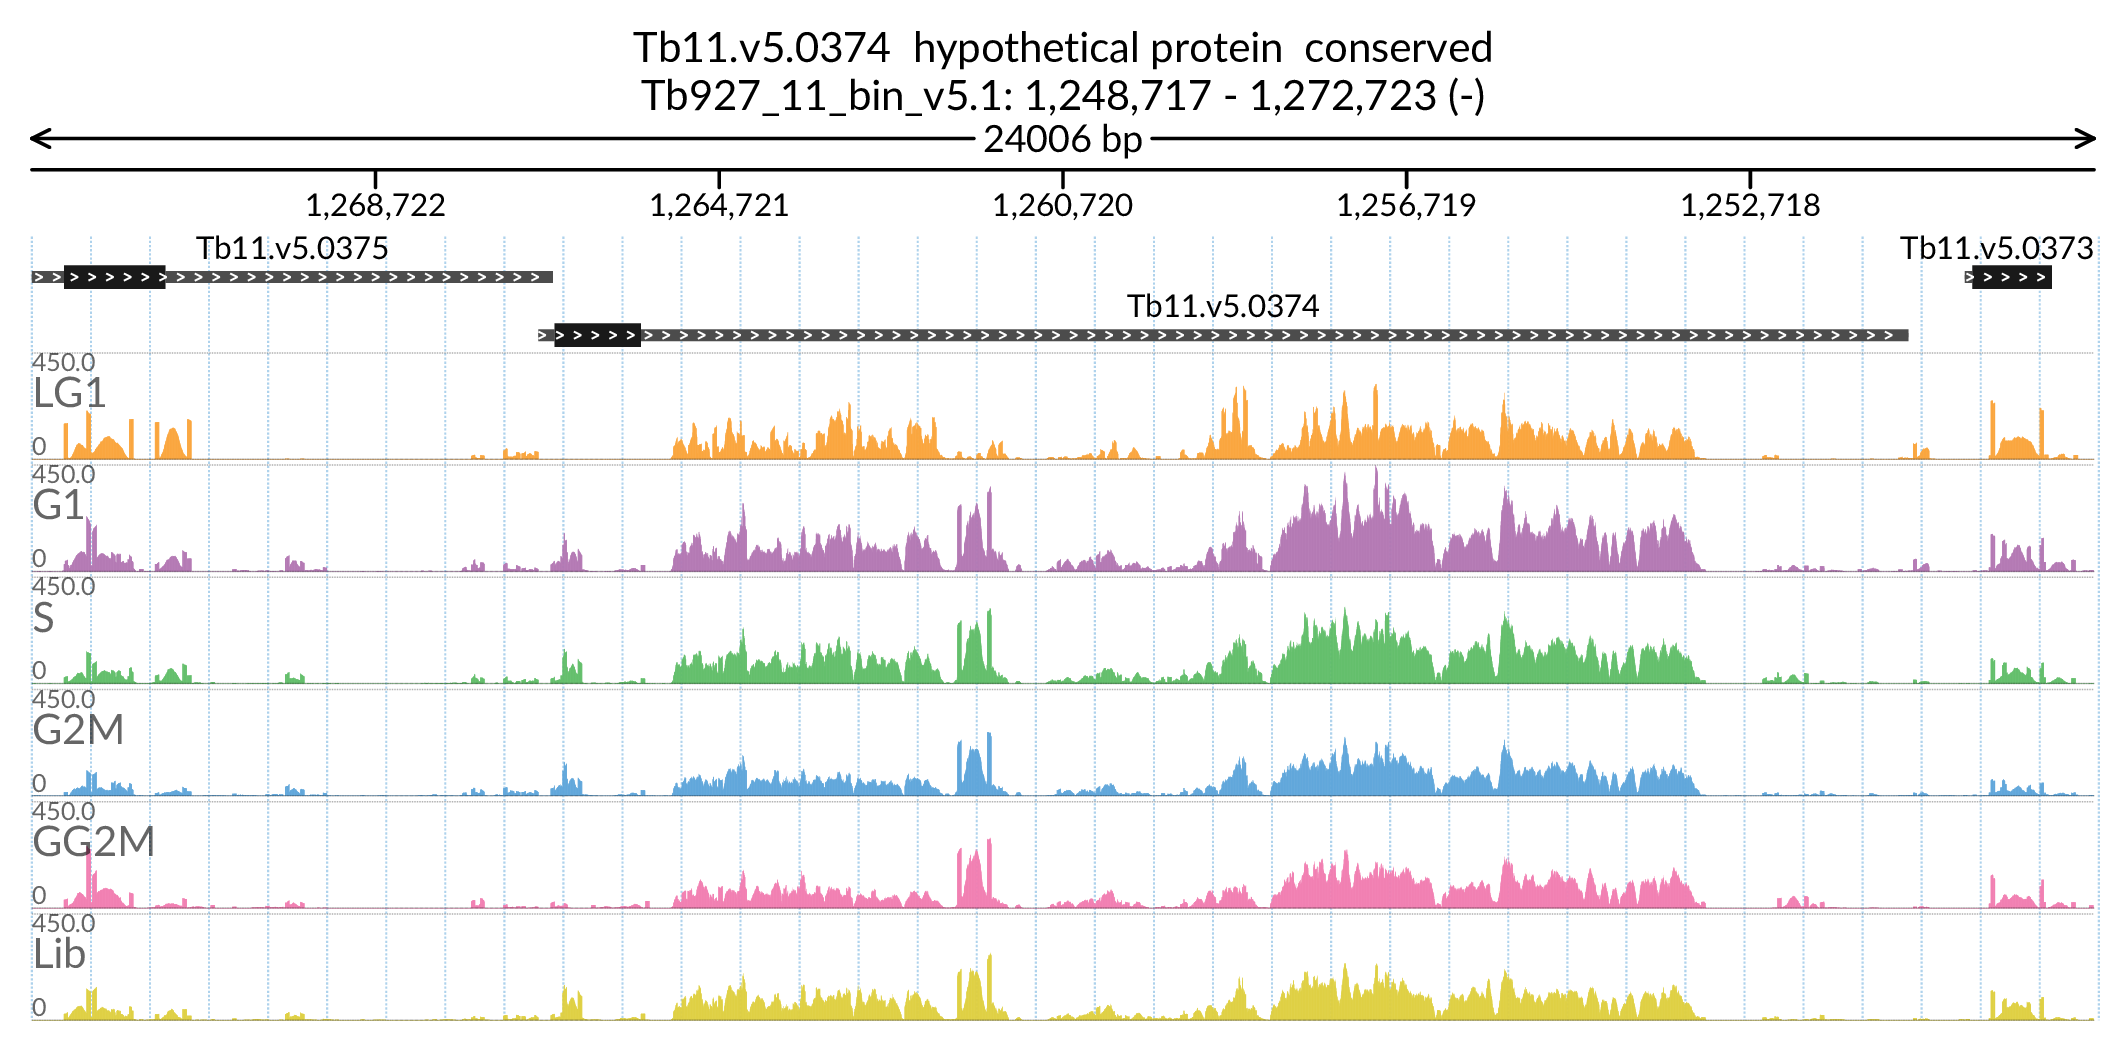 Tb11.v5.0374  hypothetical protein  conserved
Tb927_11_bin_v5.1: 1,248,717 - 1,272,723 (-)
24006 bp
1,268,722 1,264,721 1,260,720 1,256,719 1,252,718
Tb11.v5.0375 Tb11.v5.0373
Tb11.v5.0374
450.0
LG1
0
450.0
G1
0
450.0
S
0
450.0
G2M
0
450.0
GG2M
0
450.0
Lib
0